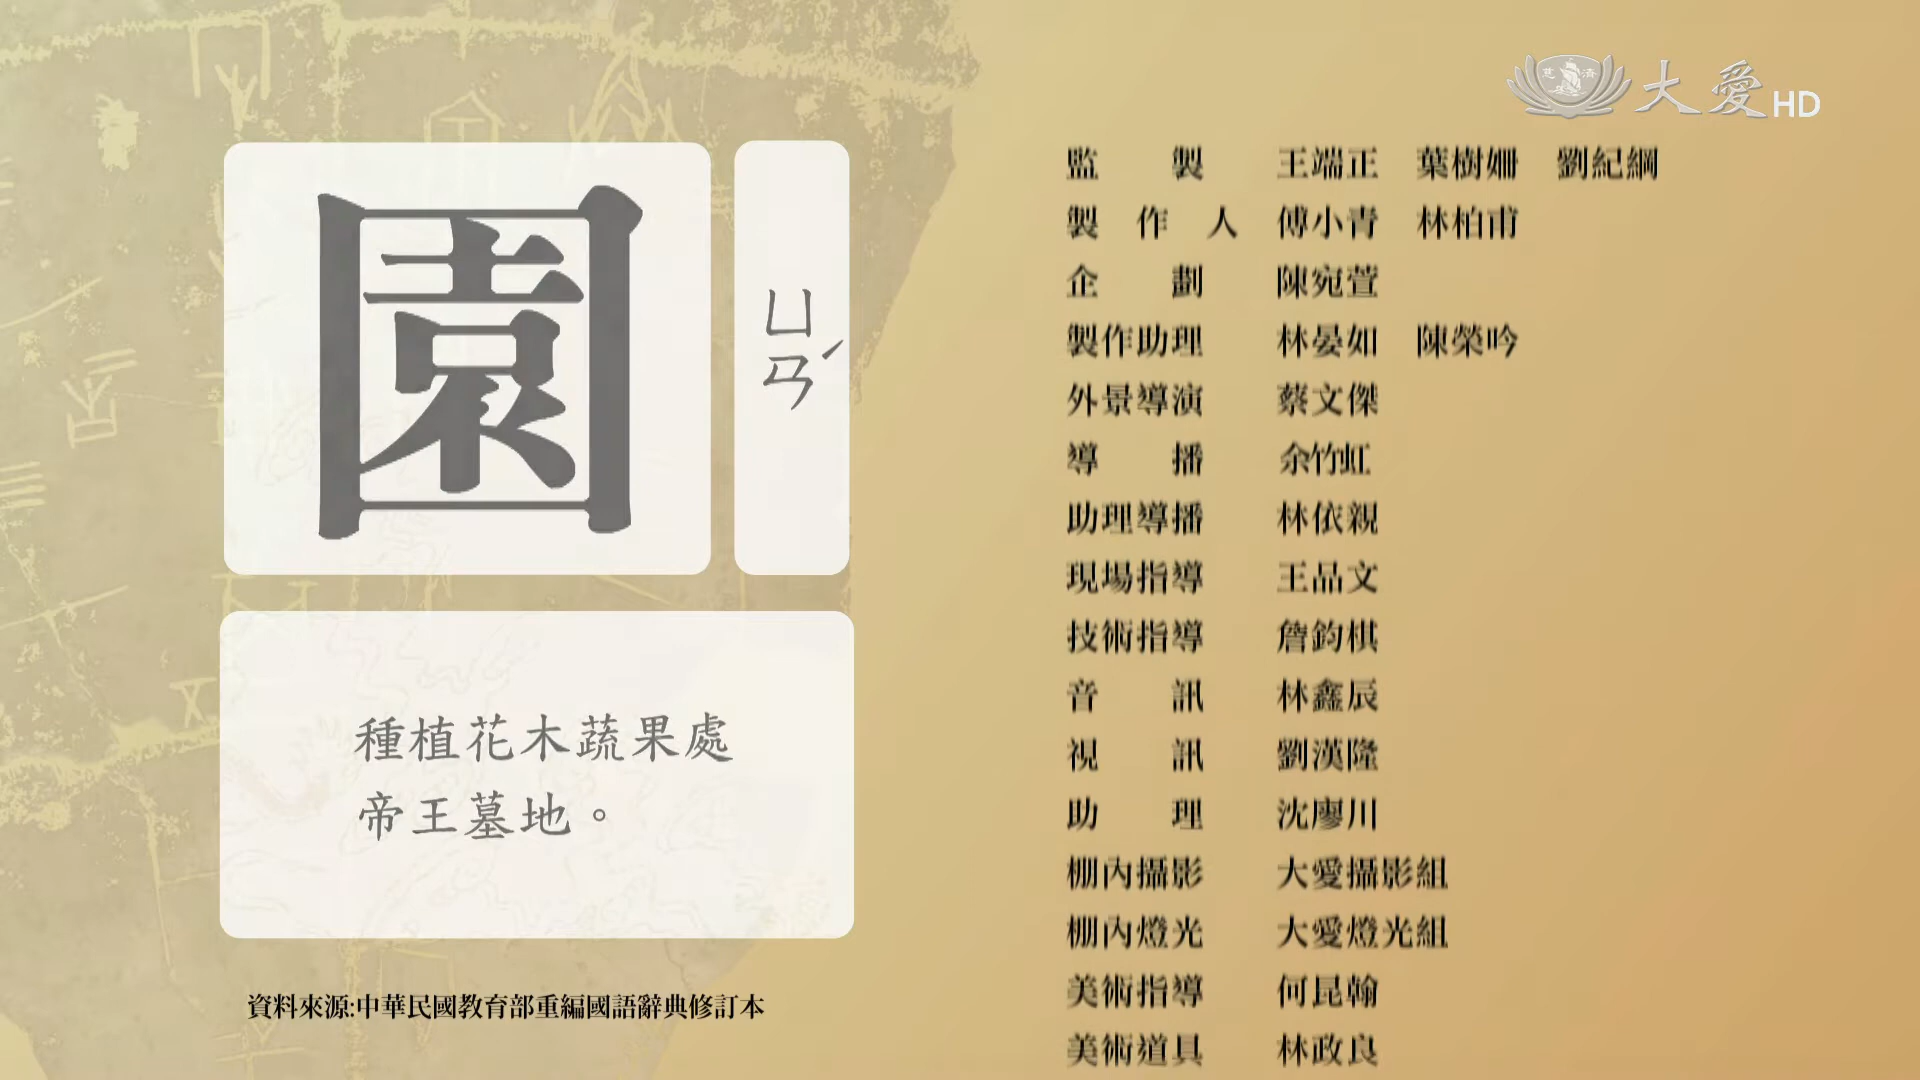 慈濟 大愛HD
園
ㄩㄢˊ
種植花木蔬果處
帝王墓地。
資料來源:中華民國教育部重編國語辭典修訂本
監製 王端正 葉樹姍 劉紀綱
製作人 傅小青 林柏甫
企劃 陳宛萱
製作助理 林晏如 陳榮吟
外景導演 蔡文傑
導播 余竹虹
助理導播 林依親
現場指導 王品文
技術指導 詹鈞棋
音訊 林鑫辰
視訊 劉漢隆
助理 沈廖川
棚內攝影 大愛攝影組
棚內燈光 大愛燈光組
美術指導 何昆翰
美術道具 林政良